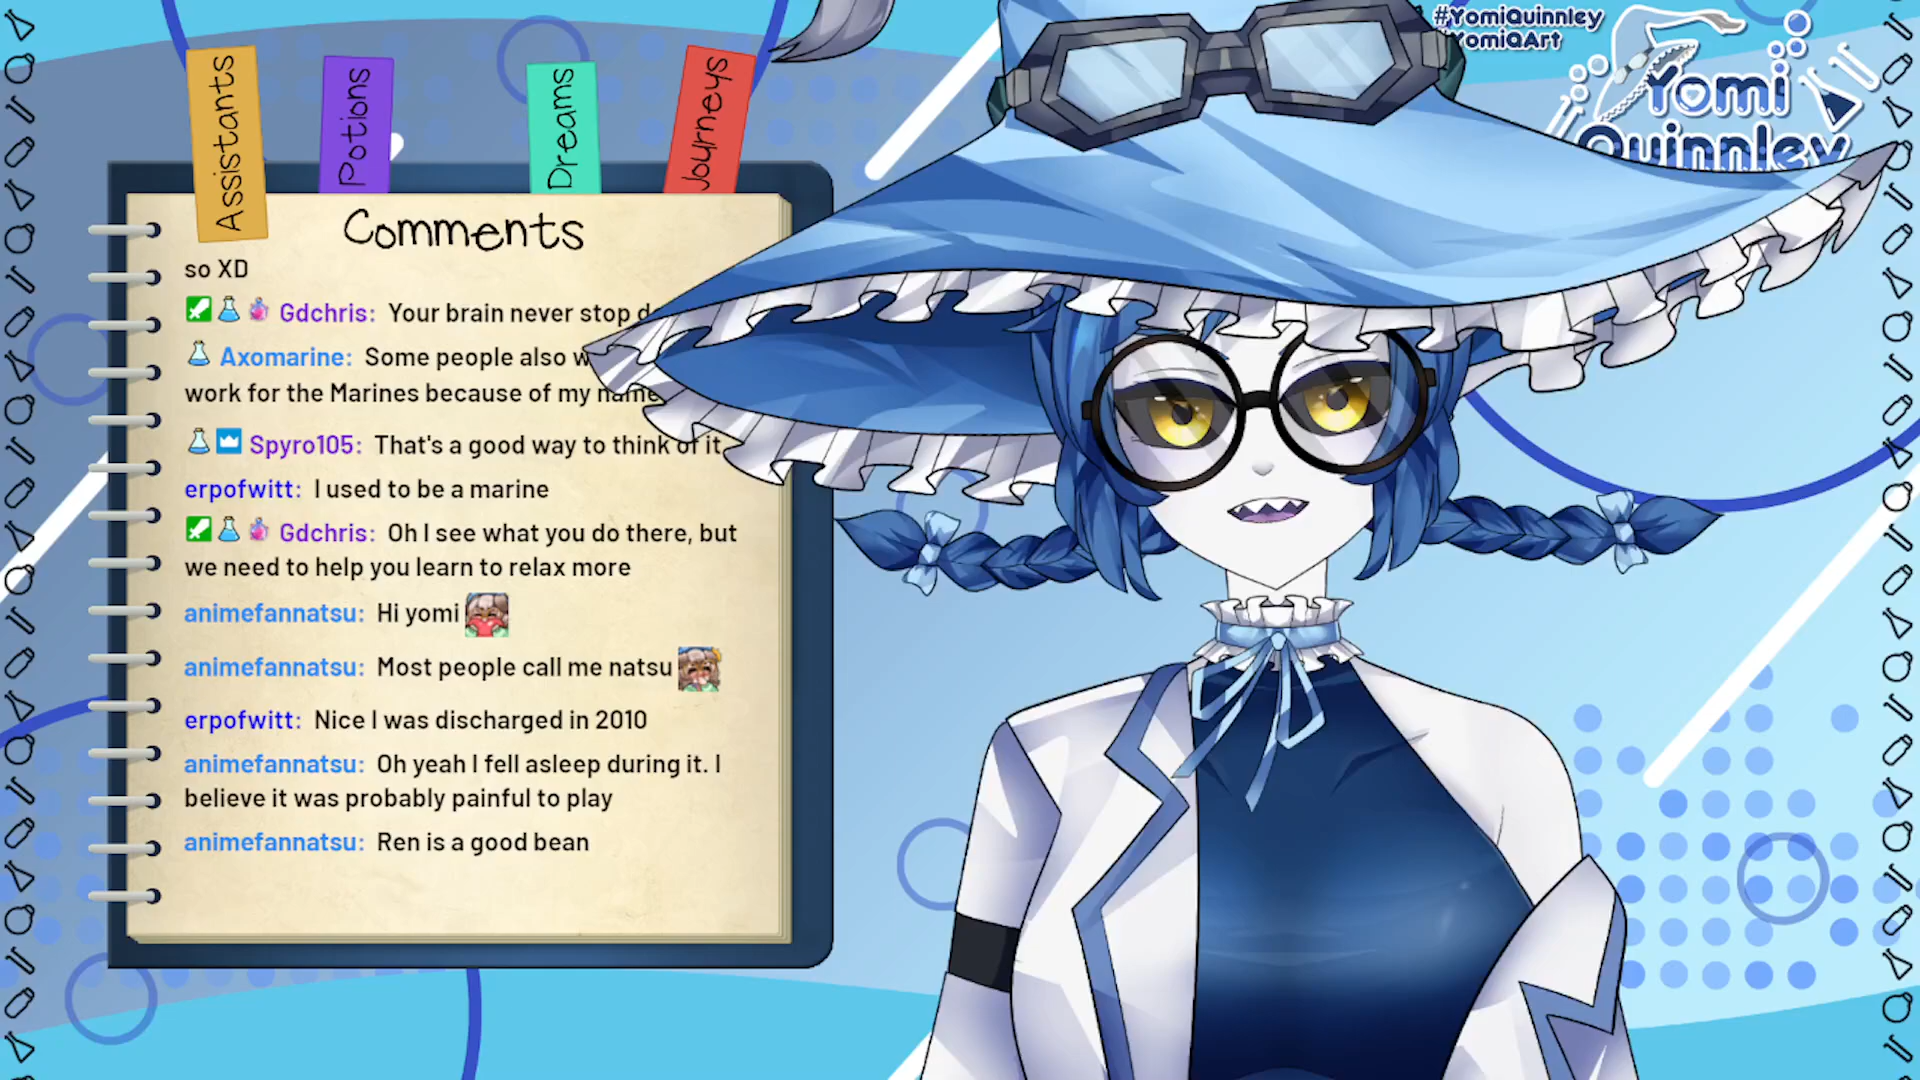 #YomiQuinnley
#YomiQArt
Yomi
Quinnley
Assistants
Potions
Dreams
Journeys
Comments
so XD
Gdchris: Your brain never stop
Axomarine: Some people also
work for the Marines because of my name
Spyro105: That's a good way to think of it
erpofwitt: I used to be a marine
Gdchris: Oh I see what you do there, but
we need to help you learn to relax more
animefannatsu: Hi yomi
animefannatsu: Most people call me natsu
erpofwitt: Nice I was discharged in 2010
animefannatsu: Oh yeah I fell asleep during it. I
believe it was probably painful to play
animefannatsu: Ren is a good bean